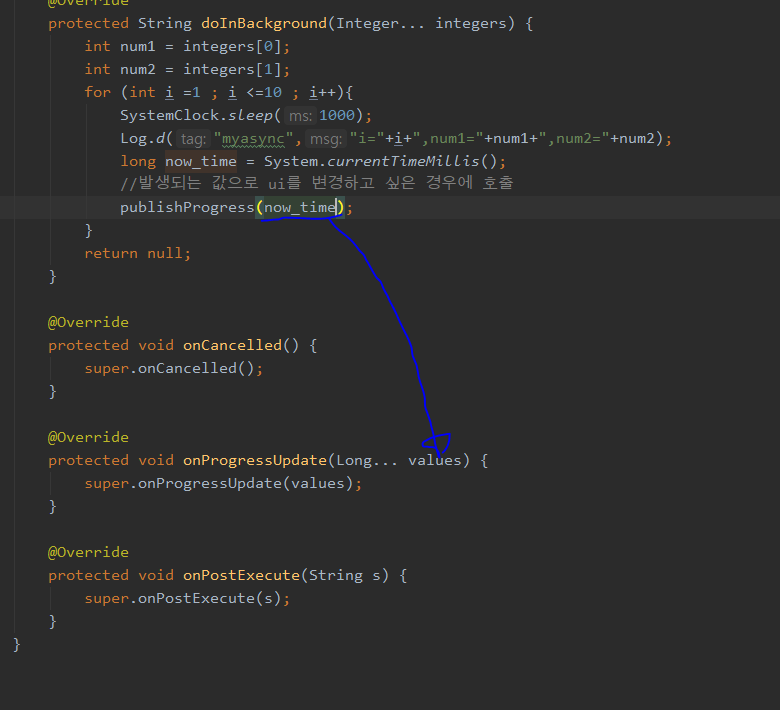 @Override
protected String doInBackground(Integer... integers) {
int num1 = integers[0];
int num2 = integers[1];
for (int i =1 ; i <=10 ; i++){
SystemClock.sleep( ms: 1000);
Log.d( tag: "myasync", msg: "i="+i+",num1="+num1+",num2="+num2);
long now_time = System.currentTimeMillis();
//발생되는 값으로 ui를 변경하고 싶은 경우에 호출
publishProgress(now_time);
}
return null;
}
@Override
protected void onCancelled() {
super.onCancelled();
}
@Override
protected void onProgressUpdate(Long... values) {
super.onProgressUpdate(values);
}
@Override
protected void onPostExecute(String s) {
super.onPostExecute(s);
}
}